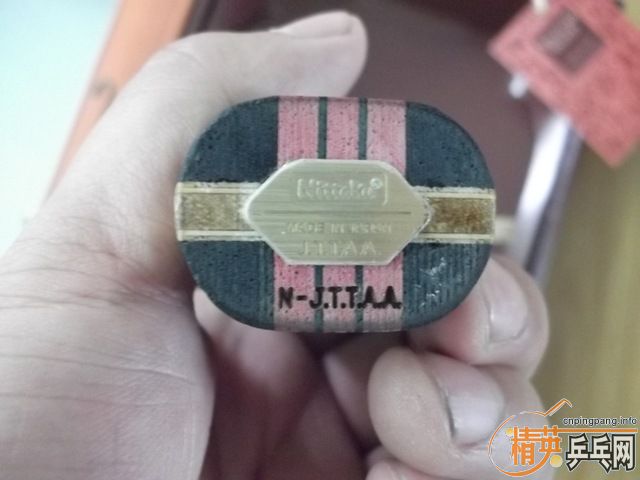 Nittaku®
MADE IN JAPAN
JTTAA
N-J.T.T.A.A.
cnpingpang.info
精英乒乓网